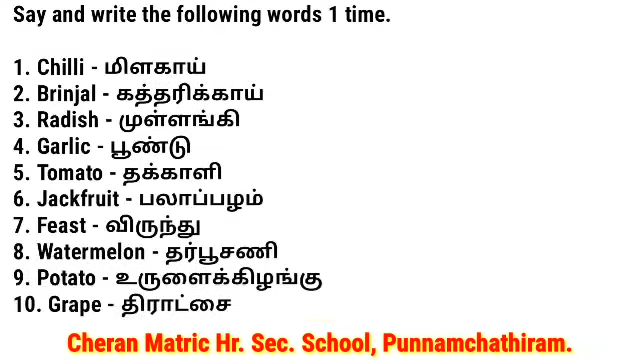 Say and write the following words 1 time.
1. Chilli - மிளகாய்
2. Brinjal - கத்தரிக்காய்
3. Radish - முள்ளங்கி
4. Garlic - பூண்டு
5. Tomato - தக்காளி
6. Jackfruit - பலாப்பழம்
7. Feast - விருந்து
8. Watermelon - தர்பூசணி
9. Potato - உருளைக்கிழங்கு
10. Grape - திராட்சை
Cheran Matric Hr. Sec. School, Punnamchathiram.